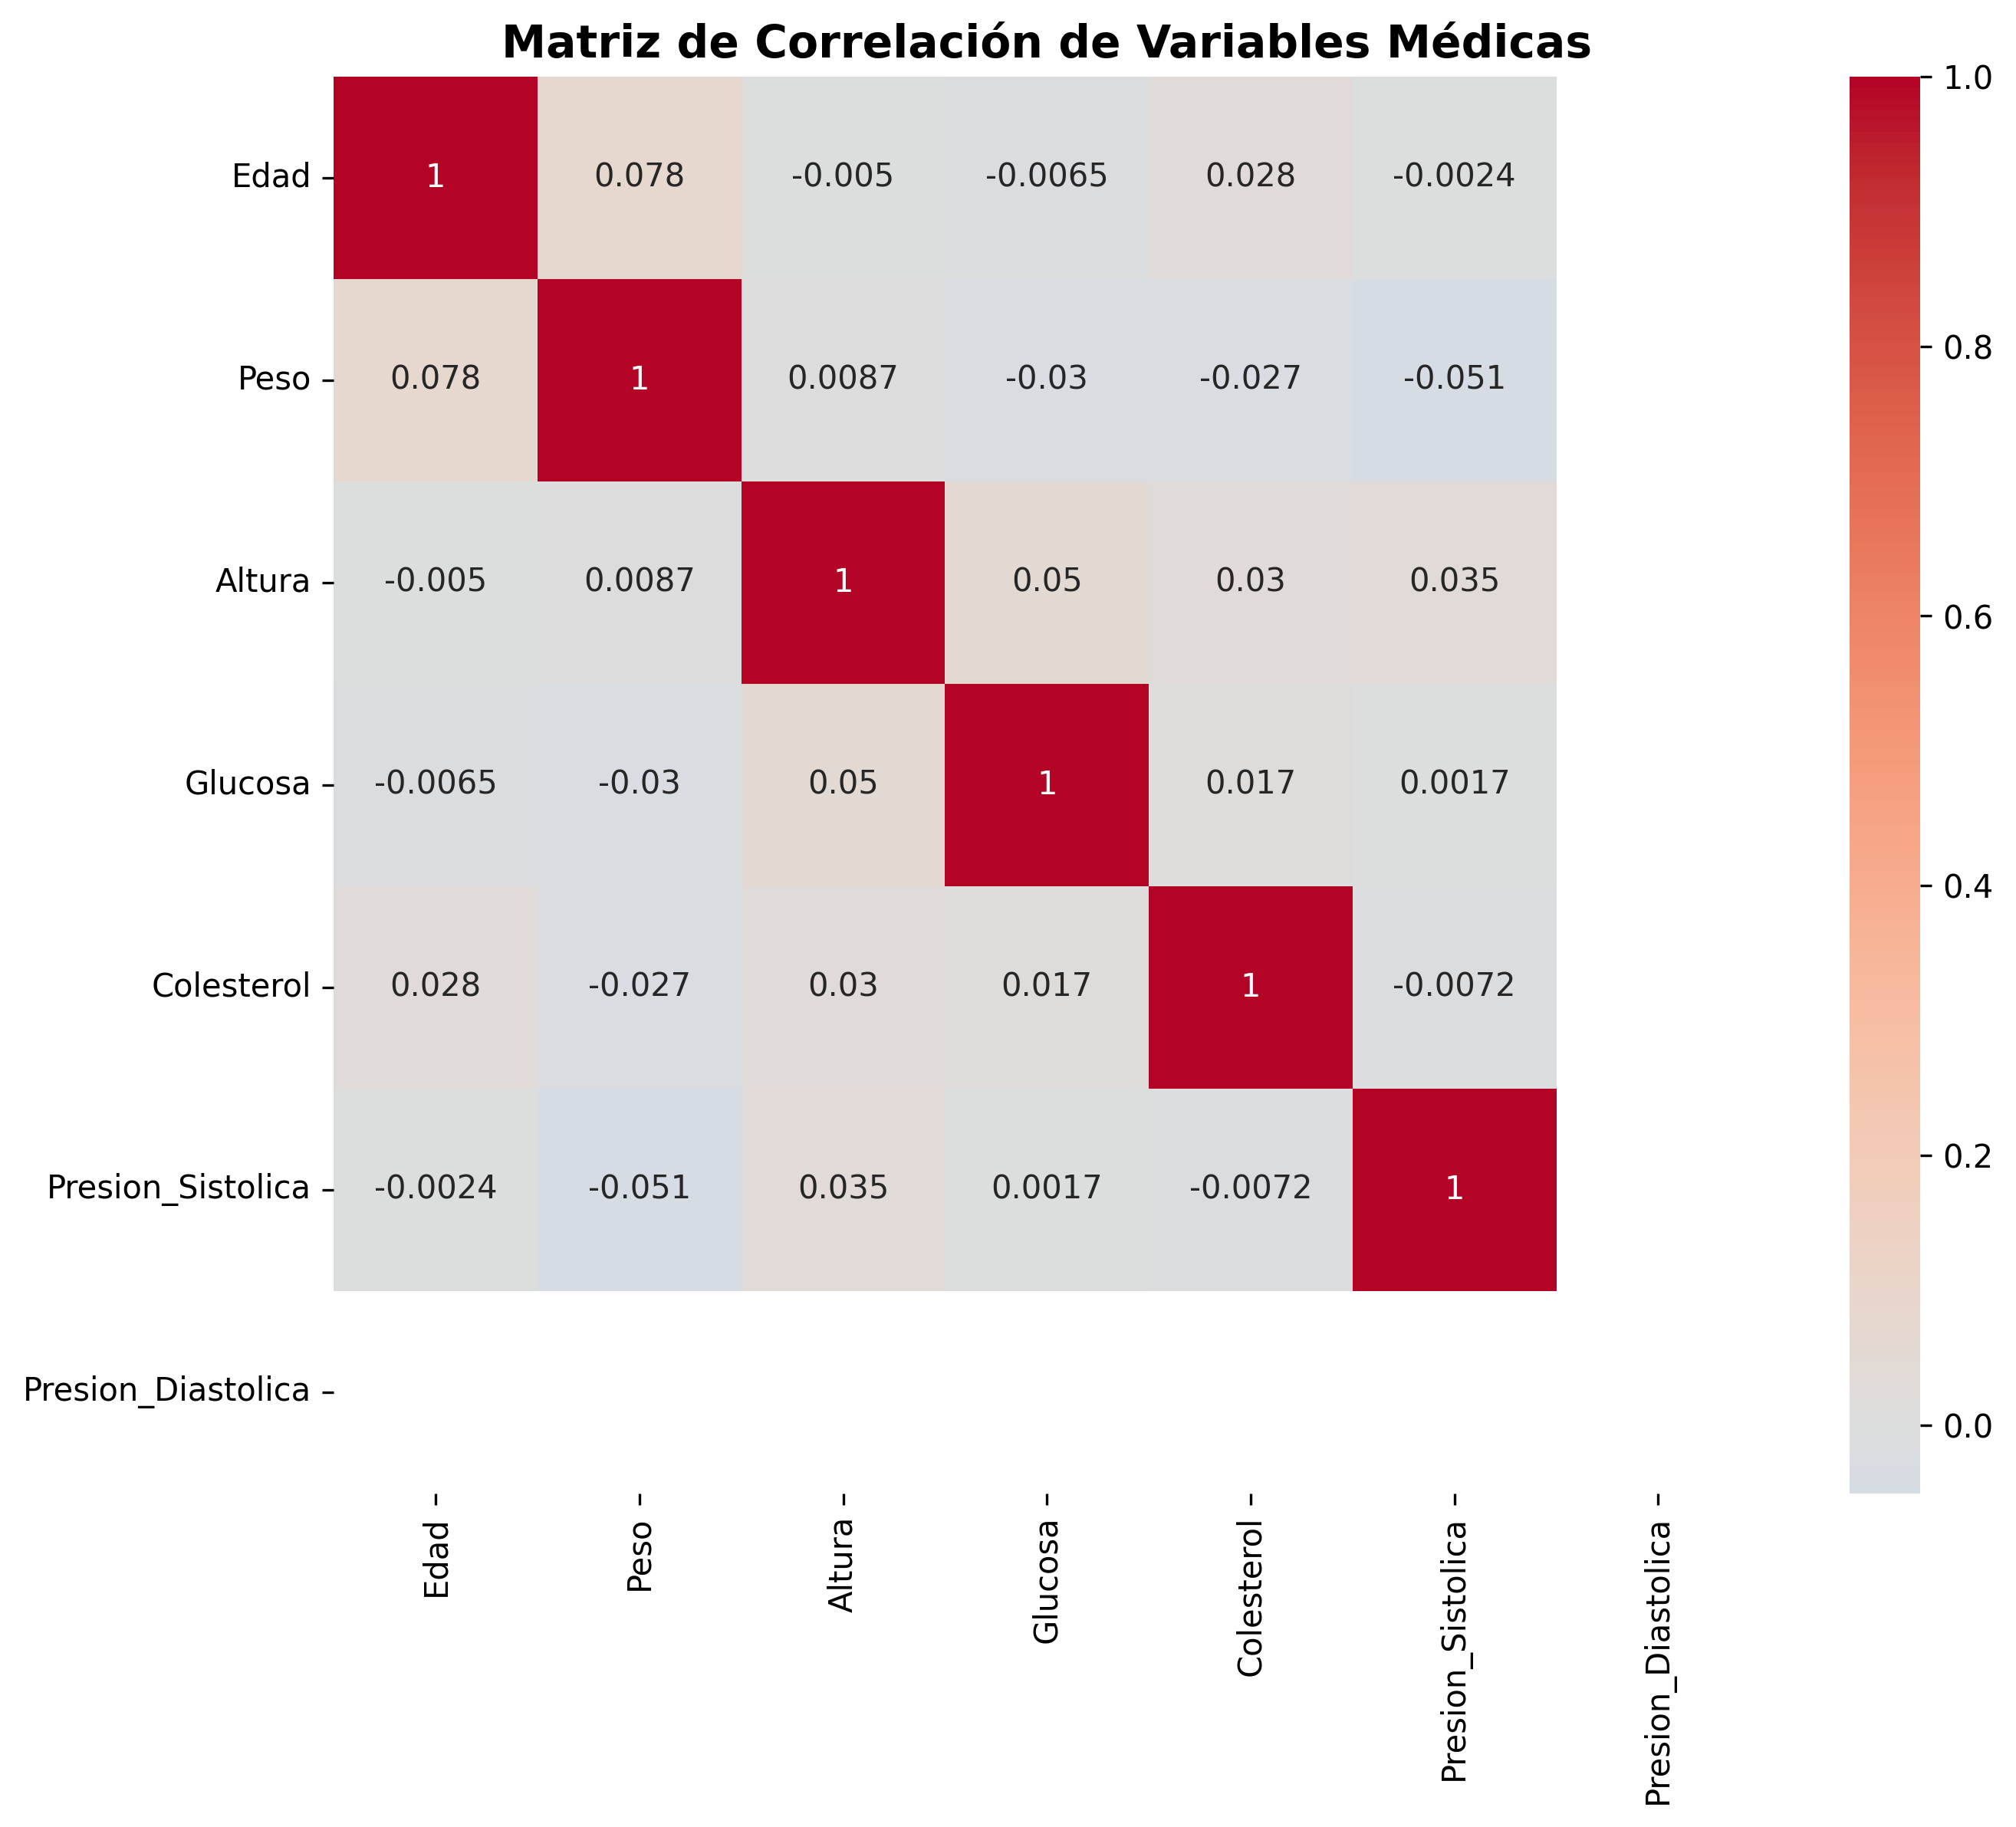 Matriz de Correlación de Variables Médicas
Edad 1 0.078 -0.005 -0.0065 0.028 -0.0024
Peso 0.078 1 0.0087 -0.03 -0.027 -0.051
Altura -0.005 0.0087 1 0.05 0.03 0.035
Glucosa -0.0065 -0.03 0.05 1 0.017 0.0017
Colesterol 0.028 -0.027 0.03 0.017 1 -0.0072
Presion_Sistolica -0.0024 -0.051 0.035 0.0017 -0.0072 1
Presion_Diastolica
Edad
Peso
Altura
Glucosa
Colesterol
Presion_Sistolica
Presion_Diastolica
1.0
0.8
0.6
0.4
0.2
0.0